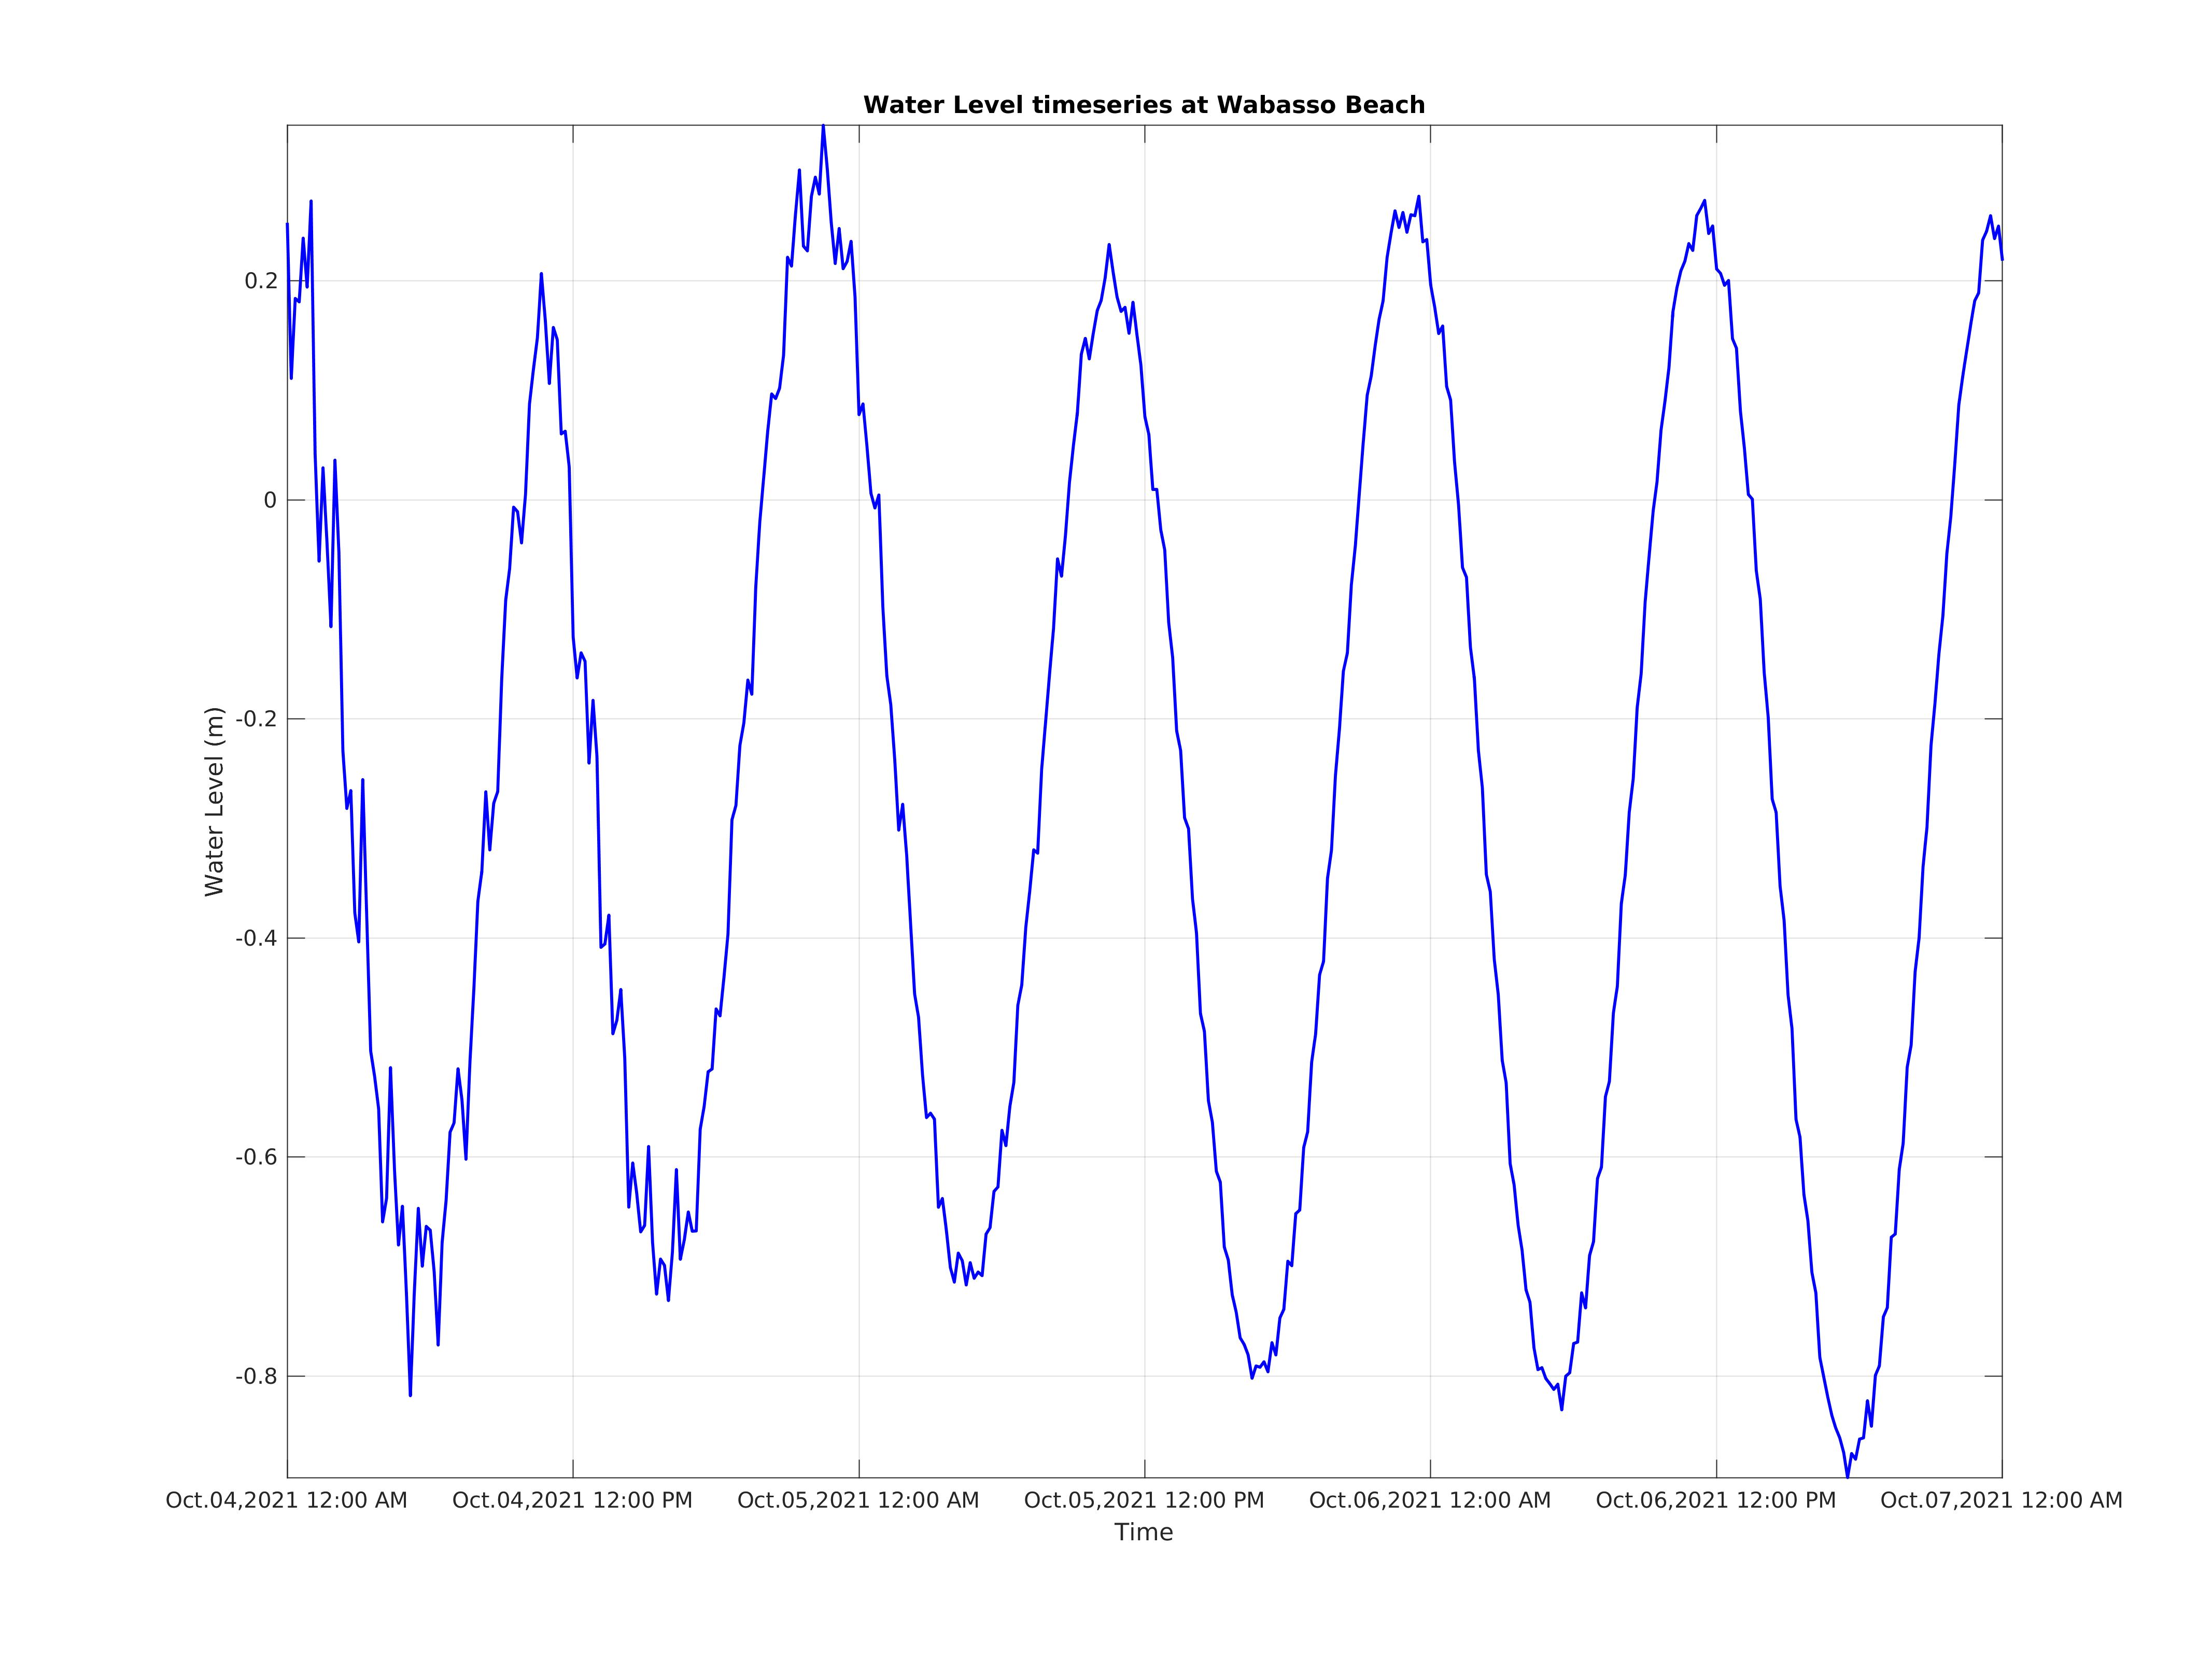 Water Level timeseries at Wabasso Beach
Water Level (m)
0.2
0
-0.2
-0.4
-0.6
-0.8
Oct.04,2021 12:00 AM
Oct.04,2021 12:00 PM
Oct.05,2021 12:00 AM
Oct.05,2021 12:00 PM
Oct.06,2021 12:00 AM
Oct.06,2021 12:00 PM
Oct.07,2021 12:00 AM
Time